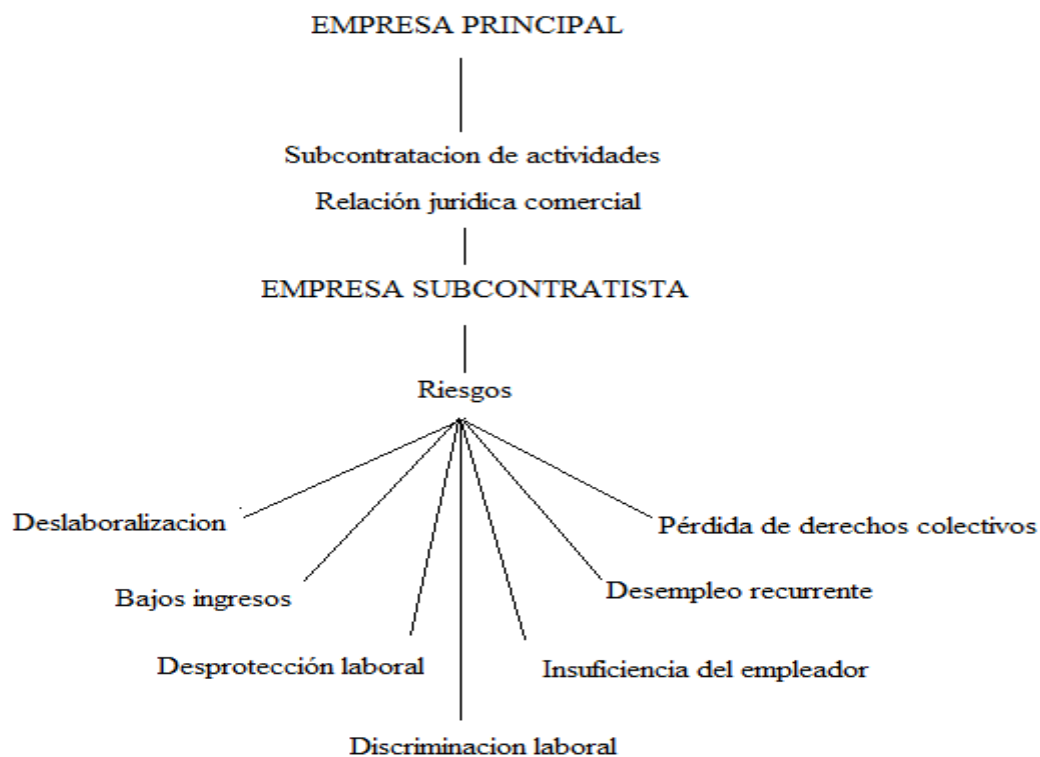 EMPRESA PRINCIPAL
Subcontratacion de actividades
Relación juridica comercial
EMPRESA SUBCONTRATISTA
Riesgos
Deslaboralizacion
Pérdida de derechos colectivos
Bajos ingresos
Desempleo recurrente
Desprotección laboral
Insuficiencia del empleador
Discriminacion laboral